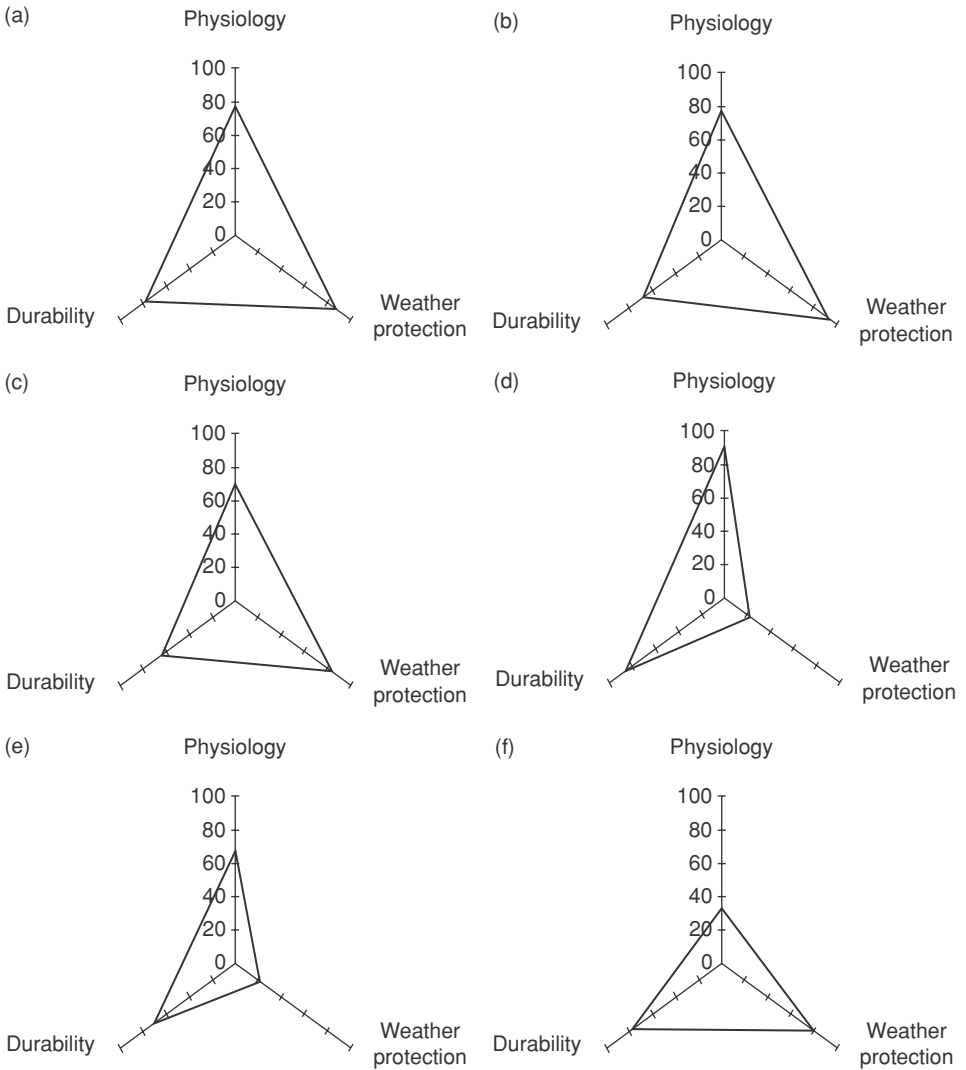 (a)
Physiology
100
80
60
40
20
0
Durability
Weather
protection
(b)
Physiology
100
80
60
40
20
0
Durability
Weather
protection
(c)
Physiology
100
80
60
40
20
0
Durability
Weather
protection
(d)
Physiology
100
80
60
40
20
0
Durability
Weather
protection
(e)
Physiology
100
80
60
40
20
0
Durability
Weather
protection
(f)
Physiology
100
80
60
40
20
0
Durability
Weather
protection